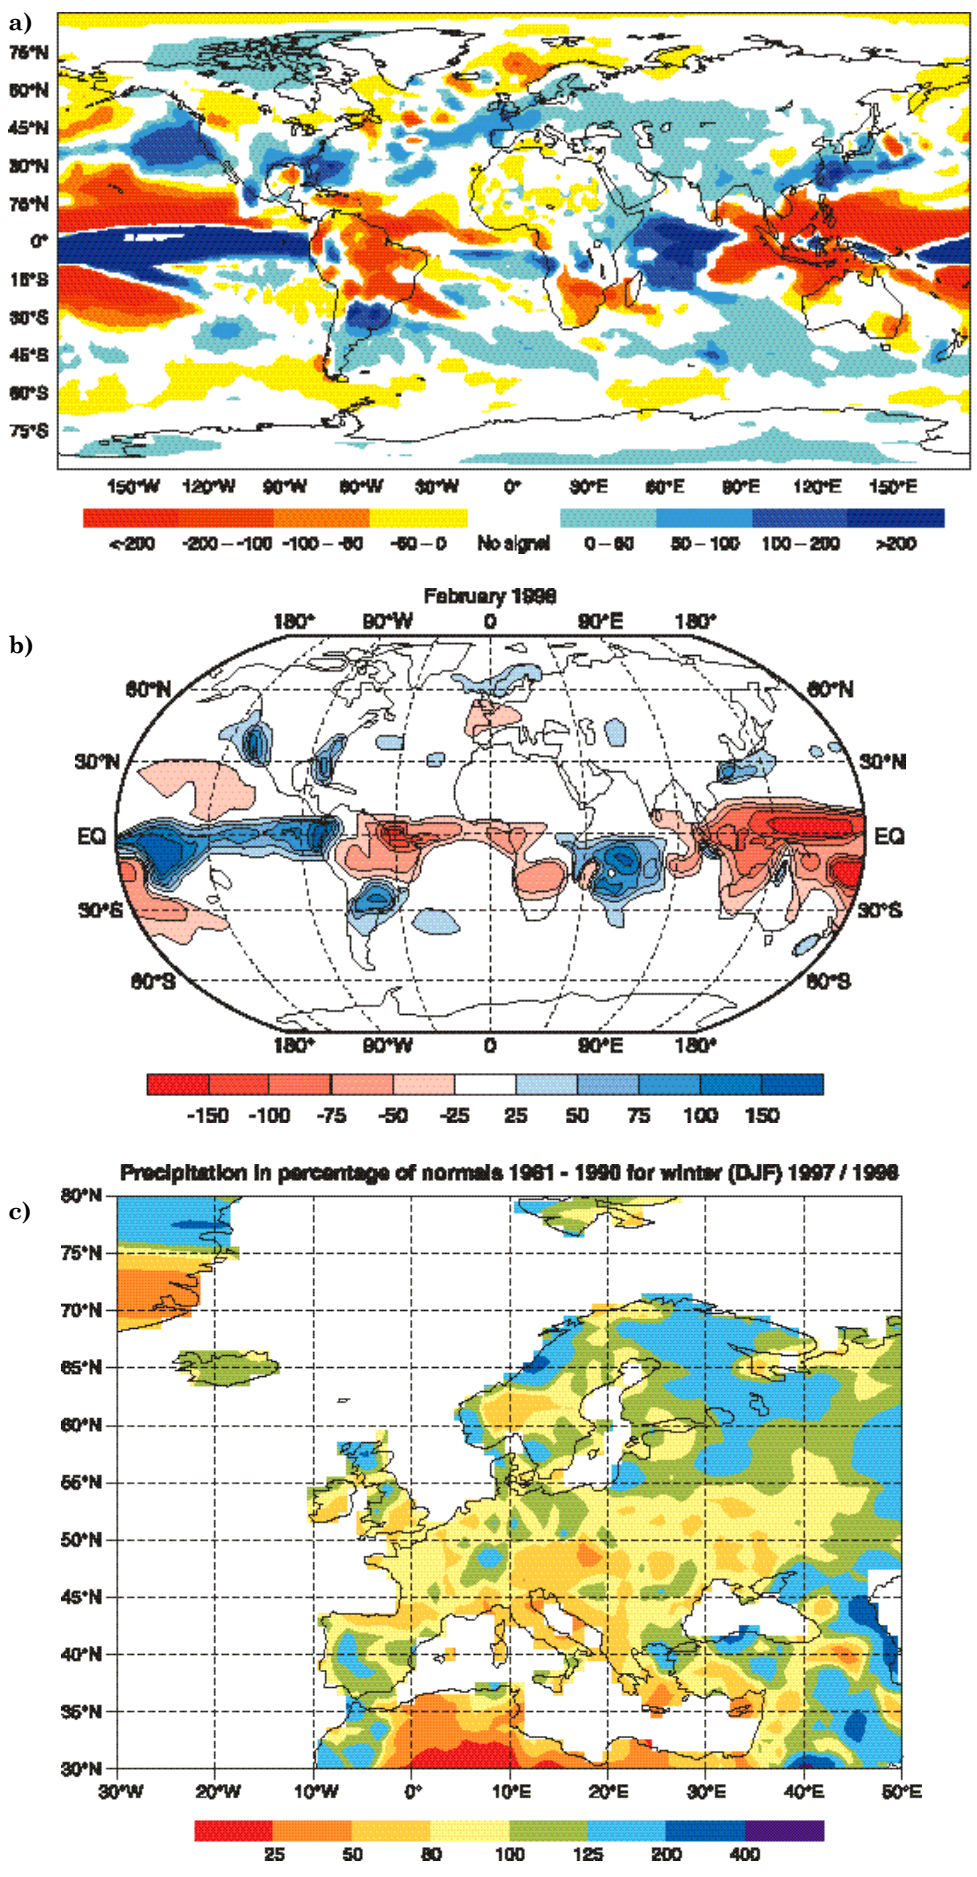 a)
75°N
60°N
45°N
30°N
15°N
0°
15°S
30°S
45°S
60°S
75°S
150°W 120°W 90°W 60°W 30°W 0° 30°E 60°E 90°E 120°E 150°E
<-200 -200 – -100 -100 – -50 -50 – 0 No signal 0 – 50 50 – 100 100 – 200 >200
b)
February 1998
180° 90°W 0 90°E 180°
60°N 60°N
30°N 30°N
EQ EQ
30°S 30°S
60°S 60°S
180° 90°W 0 90°E 180°
-150 -100 -75 -50 -25 25 50 75 100 150
c)
Precipitation in percentage of normals 1961 - 1990 for winter (DJF) 1997 / 1998
80°N
75°N
70°N
65°N
60°N
55°N
50°N
45°N
40°N
35°N
30°N
30°W 20°W 10°W 0° 10°E 20°E 30°E 40°E 50°E
25 50 80 100 125 200 400